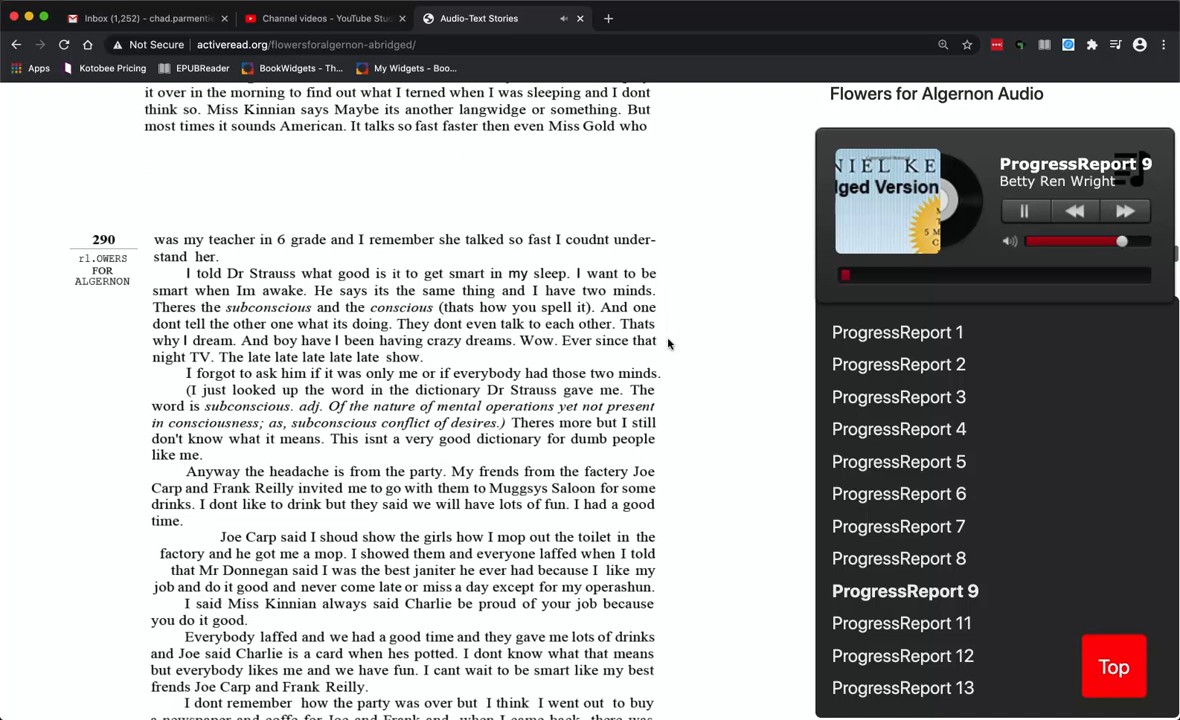 Inbox (1,252) - chad.parmentie
Channel videos - YouTube Stu
Audio-Text Stories
Not Secure
activeread.org/flowersforalgernon-abridged/
Apps
Kotobee Pricing
EPUBReader
BookWidgets - Th...
My Widgets - Boo...
it over in the morning to find out what I terned when I was sleeping and I dont
think so. Miss Kinnian says Maybe its another langwidge or something. But
most times it sounds American. It talks so fast faster then even Miss Gold who
290
r1.OWERS
FOR
ALGERNON
was my teacher in 6 grade and I remember she talked so fast I coudnt under-
stand her.
I told Dr Strauss what good is it to get smart in my sleep. I want to be
smart when Im awake. He says its the same thing and I have two minds.
Theres the subconscious and the conscious (thats how you spell it). And one
dont tell the other one what its doing. They dont even talk to each other. Thats
why I dream. And boy have I been having crazy dreams. Wow. Ever since that
night TV. The late late late late late show.
I forgot to ask him if it was only me or if everybody had those two minds.
(I just looked up the word in the dictionary Dr Strauss gave me. The
word is subconscious. adj. Of the nature of mental operations yet not present
in consciousness; as, subconscious conflict of desires.) Theres more but I still
don't know what it means. This isnt a very good dictionary for dumb people
like me.
Anyway the headache is from the party. My frends from the factery Joe
Carp and Frank Reilly invited me to go with them to Muggsys Saloon for some
drinks. I dont like to drink but they said we will have lots of fun. I had a good
time.
Joe Carp said I shoud show the girls how I mop out the toilet in the
factory and he got me a mop. I showed them and everyone laffed when I told
that Mr Donnegan said I was the best janiter he ever had because I like my
job and do it good and never come late or miss a day except for my operashun.
I said Miss Kinnian always said Charlie be proud of your job because
you do it good.
Everybody laffed and we had a good time and they gave me lots of drinks
and Joe said Charlie is a card when hes potted. I dont know what that means
but everybody likes me and we have fun. I cant wait to be smart like my best
frends Joe Carp and Frank Reilly.
I dont remember how the party was over but I think I went out to buy
a newspaper and coffe for Joe and Frank and when I came back there was
Flowers for Algernon Audio
NIEL KE
lged Version
5 M
ProgressReport 9
Betty Ren Wright
ProgressReport 1
ProgressReport 2
ProgressReport 3
ProgressReport 4
ProgressReport 5
ProgressReport 6
ProgressReport 7
ProgressReport 8
ProgressReport 9
ProgressReport 11
ProgressReport 12
ProgressReport 13
Top